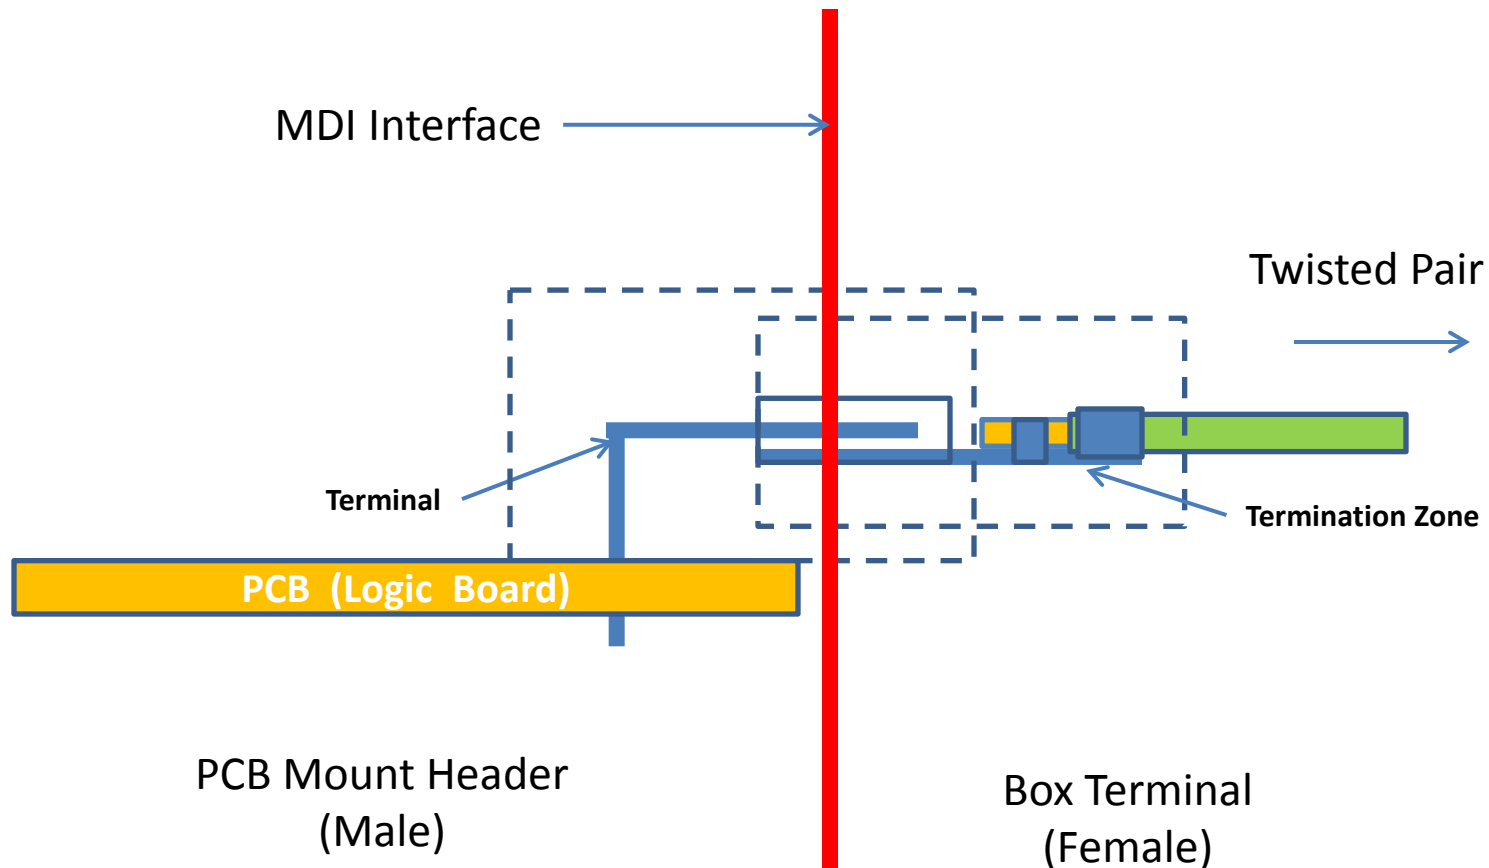 MDI Interface
Twisted Pair
Terminal
Termination Zone
PCB (Logic Board)
PCB Mount Header
(Male)
Box Terminal
(Female)